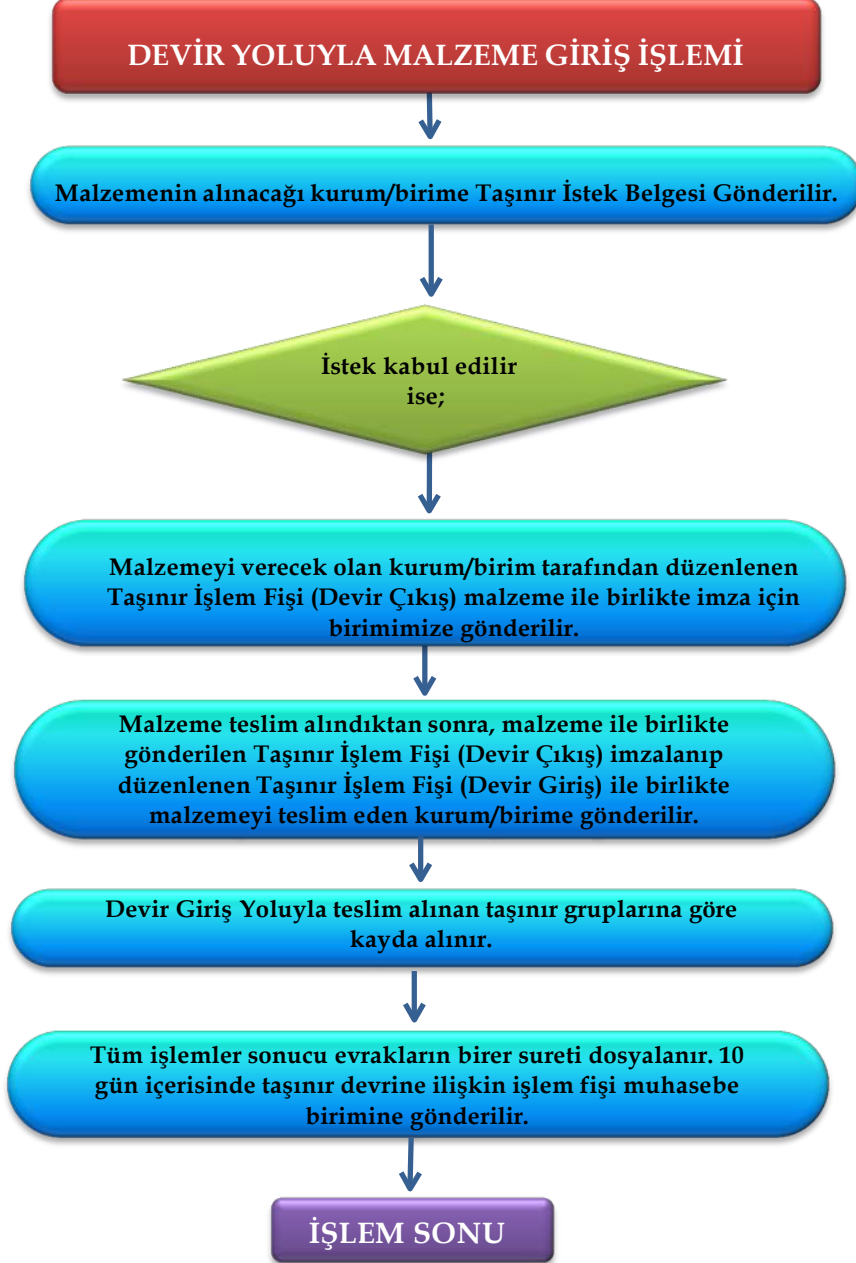 DEVİR YOLUYLA MALZEME GİRİŞ İŞLEMİ
Malzemenin alınacağı kurum/birime Taşınır İstek Belgesi Gönderilir.
İstek kabul edilir
ise;
Malzemeyi verecek olan kurum/birim tarafından düzenlenen
Taşınır İşlem Fişi (Devir Çıkış) malzeme ile birlikte imza için
birimimize gönderilir.
Malzeme teslim alındıktan sonra, malzeme ile birlikte
gönderilen Taşınır İşlem Fişi (Devir Çıkış) imzalanıp
düzenlenen Taşınır İşlem Fişi (Devir Giriş) ile birlikte
malzemeyi teslim eden kurum/birime gönderilir.
Devir Giriş Yoluyla teslim alınan taşınır gruplarına göre
kayda alınır.
Tüm işlemler sonucu evrakların birer sureti dosyalanır. 10
gün içerisinde taşınır devrine ilişkin işlem fişi muhasebe
birimine gönderilir.
İŞLEM SONU